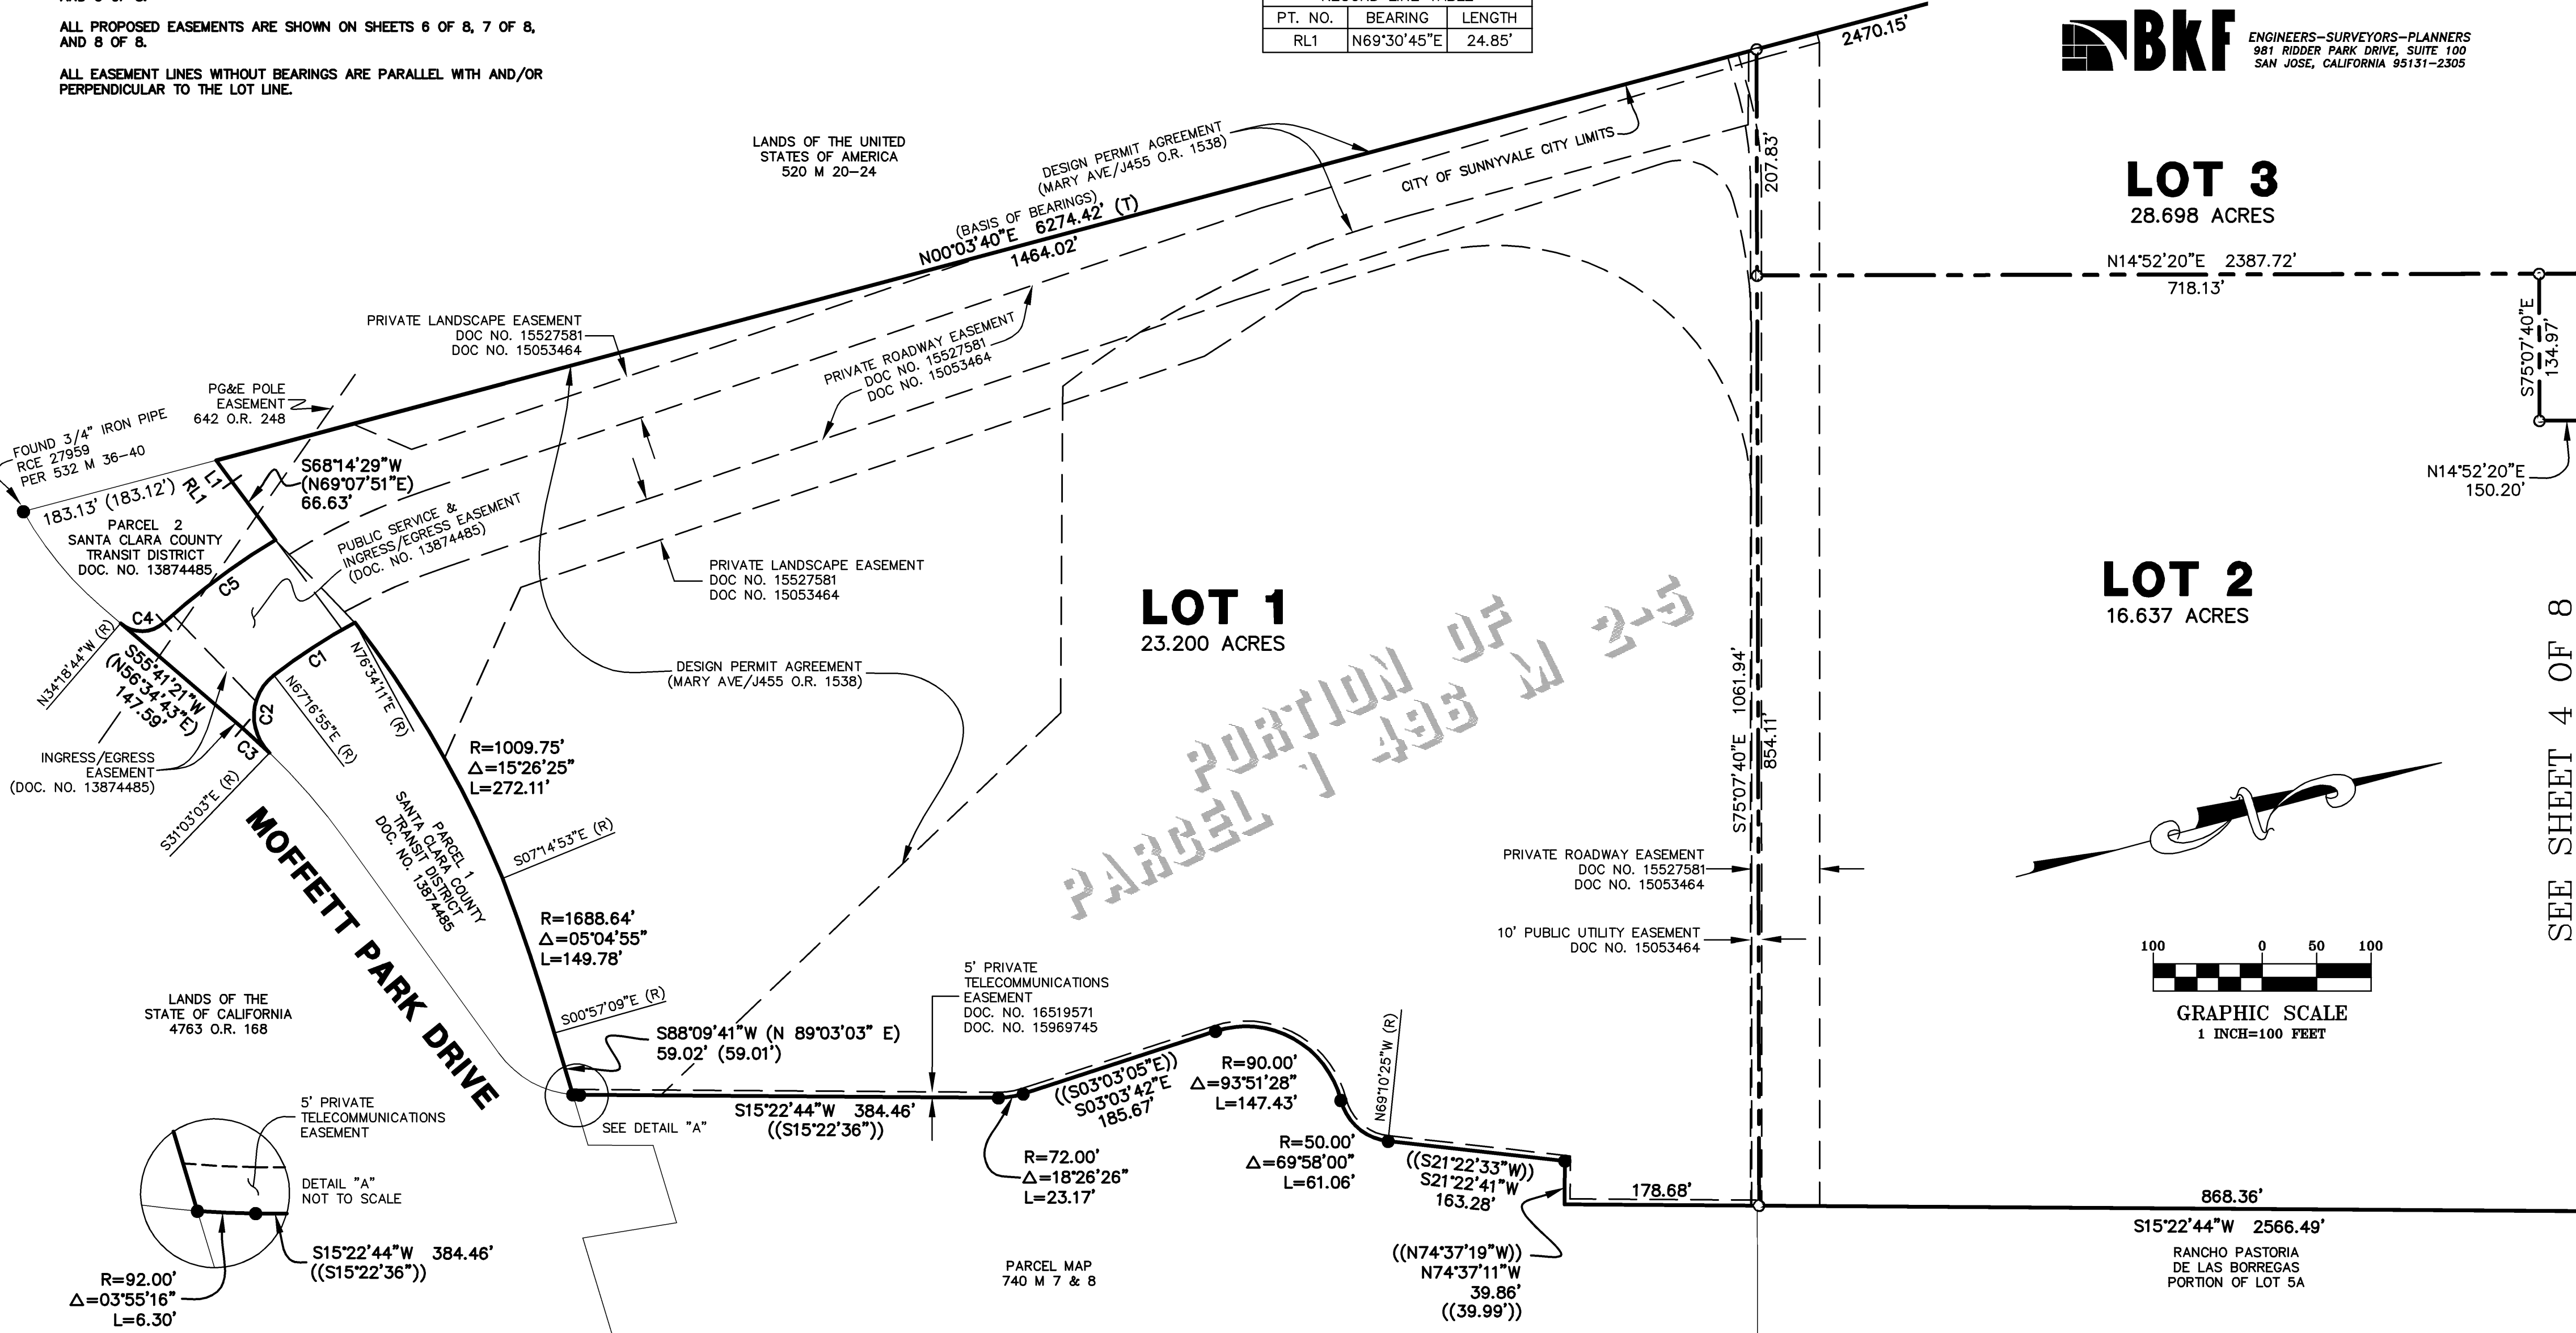 ALL PROPOSED EASEMENTS ARE SHOWN ON SHEETS 6 OF 8, 7 OF 8,
AND 8 OF 8.
ALL EASEMENT LINES WITHOUT BEARINGS ARE PARALLEL WITH AND/OR
PERPENDICULAR TO THE LOT LINE.
PT. NO. BEARING LENGTH
RL1 N69°30'45"E 24.85'
2470.15'
BKF
ENGINEERS-SURVEYORS-PLANNERS
981 RIDDER PARK DRIVE, SUITE 100
SAN JOSE, CALIFORNIA 95131-2305
LANDS OF THE UNITED
STATES OF AMERICA
520 M 20-24
DESIGN PERMIT AGREEMENT
(MARY AVE/J455 O.R. 1538)
CITY OF SUNNYVALE CITY LIMITS
207.83'
LOT 3
28.698 ACRES
(BASIS OF BEARINGS)
N00°03'40"E 6274.42' (T)
1464.02'
N14°52'20"E 2387.72'
718.13'
S75°07'40"E
134.97'
N14°52'20"E
150.20'
PRIVATE LANDSCAPE EASEMENT
DOC NO. 15527581
DOC NO. 15053464
PRIVATE ROADWAY EASEMENT
DOC NO. 15527581
DOC NO. 15053464
PG&E POLE
EASEMENT
642 O.R. 248
FOUND 3/4" IRON PIPE
RCE 27959
PER 532 M 36-40
183.13' (183.12')
L1
RL1
S68°14'29"W
(N69°07'51"E)
66.63'
PARCEL 2
SANTA CLARA COUNTY
TRANSIT DISTRICT
DOC. NO. 13874485
PUBLIC SERVICE &
INGRESS/EGRESS EASEMENT
(DOC. NO. 13874485)
C5
C4
C1
C2
C3
PRIVATE LANDSCAPE EASEMENT
DOC NO. 15527581
DOC NO. 15053464
LOT 1
23.200 ACRES
LOT 2
16.637 ACRES
SEE SHEET 4 OF 8
PORTION OF
PARCEL 1 496 M 2-5
N34°18'44"W (R)
S55°41'21"W
(N56°34'43"E)
147.59'
N67°16'55"E (R)
N76°34'11"E (R)
DESIGN PERMIT AGREEMENT
(MARY AVE/J455 O.R. 1538)
INGRESS/EGRESS
EASEMENT
(DOC. NO. 13874485)
S31°03'03"E (R)
R=1009.75'
Δ=15°26'25"
L=272.11'
S07°14'53"E (R)
MOFFETT PARK DRIVE
PARCEL 1
SANTA CLARA COUNTY
TRANSIT DISTRICT
DOC. NO. 13874485
R=1688.64'
Δ=05°04'55"
L=149.78'
S00°57'09"E (R)
S75°07'40"E 1061.94'
854.11'
PRIVATE ROADWAY EASEMENT
DOC NO. 15527581
DOC NO. 15053464
10' PUBLIC UTILITY EASEMENT
DOC NO. 15053464
N
100 0 50 100
GRAPHIC SCALE
1 INCH=100 FEET
LANDS OF THE
STATE OF CALIFORNIA
4763 O.R. 168
S88°09'41"W (N 89°03'03" E)
59.02' (59.01')
5' PRIVATE
TELECOMMUNICATIONS
EASEMENT
DOC. NO. 16519571
DOC. NO. 15969745
SEE DETAIL "A"
S15°22'44"W 384.46'
((S15°22'36"))
((S03°03'05"E))
S03°03'42"E
185.67'
R=90.00'
Δ=93°51'28"
L=147.43'
N69°10'25"W (R)
R=72.00'
Δ=18°26'26"
L=23.17'
R=50.00'
Δ=69°58'00"
L=61.06'
((S21°22'33"W))
S21°22'41"W
163.28'
178.68'
((N74°37'19"W))
N74°37'11"W
39.86'
((39.99'))
868.36'
S15°22'44"W 2566.49'
RANCHO PASTORIA
DE LAS BORREGAS
PORTION OF LOT 5A
PARCEL MAP
740 M 7 & 8
5' PRIVATE
TELECOMMUNICATIONS
EASEMENT
DETAIL "A"
NOT TO SCALE
S15°22'44"W 384.46'
((S15°22'36"))
R=92.00'
Δ=03°55'16"
L=6.30'